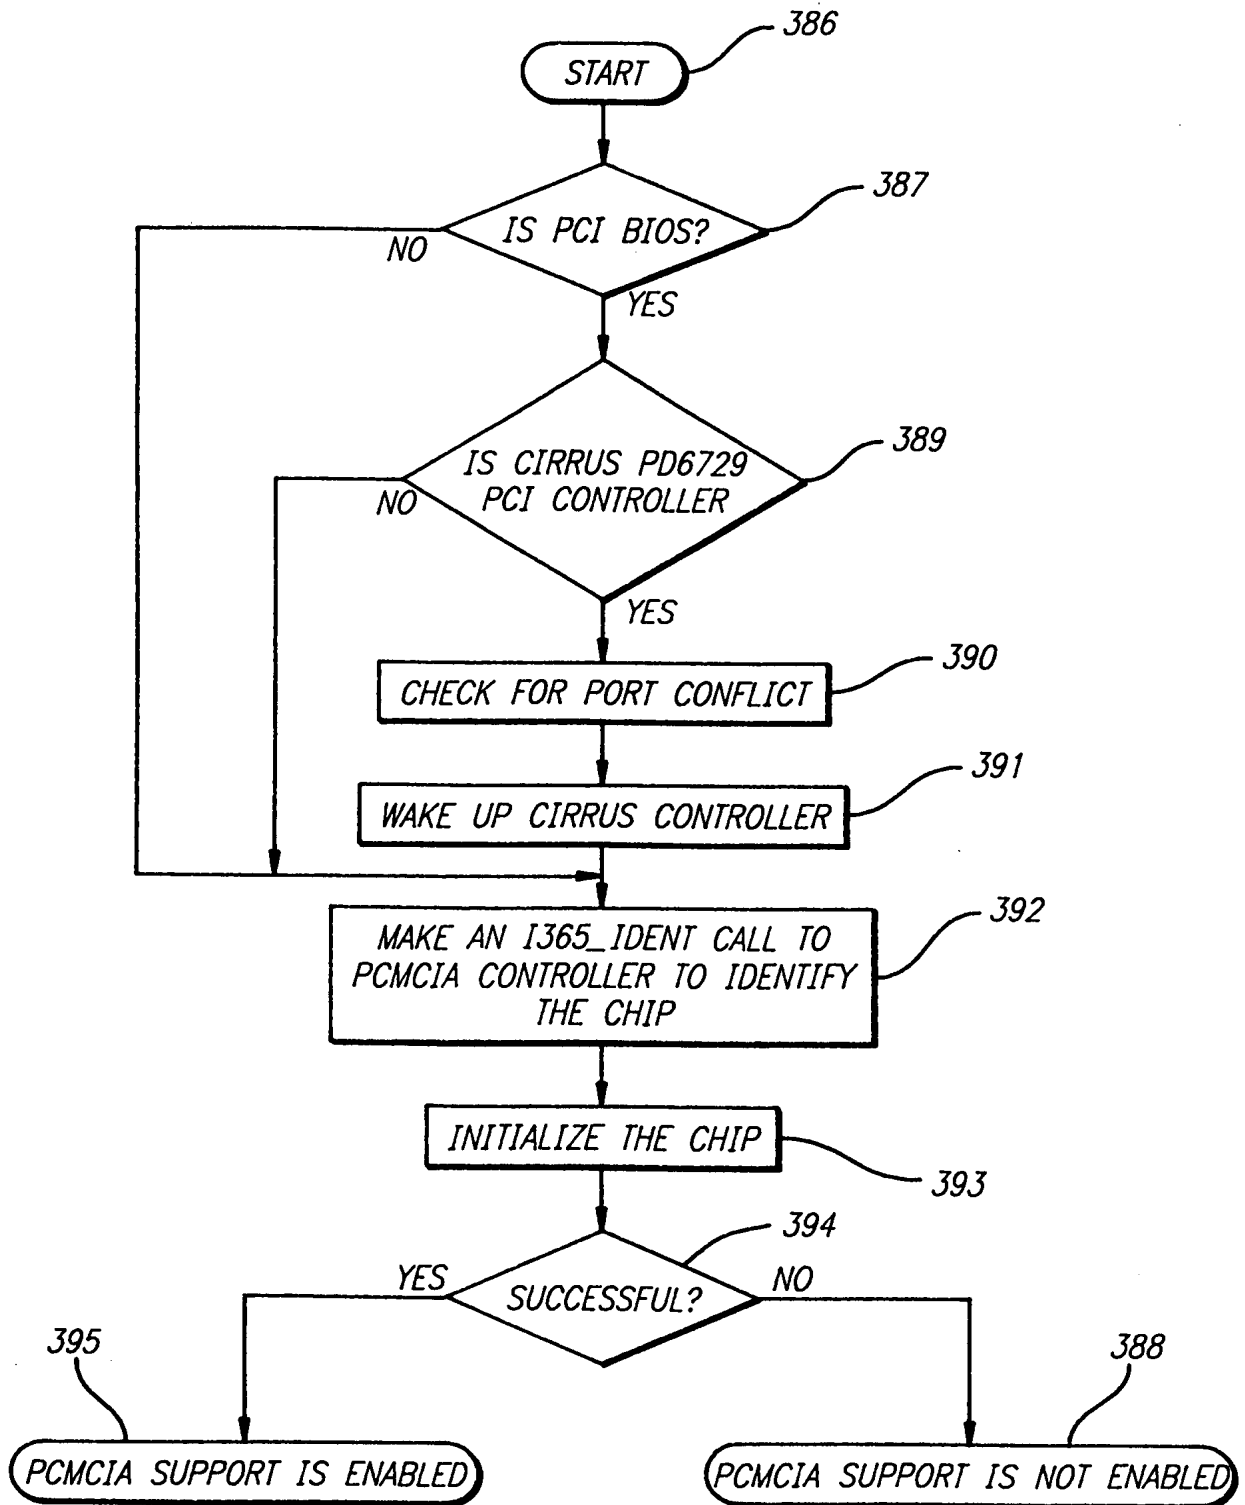 386
START
387
IS PCI BIOS?
NO
YES
389
IS CIRRUS PD6729
PCI CONTROLLER
NO
YES
390
CHECK FOR PORT CONFLICT
391
WAKE UP CIRRUS CONTROLLER
392
MAKE AN I365_IDENT CALL TO
PCMCIA CONTROLLER TO IDENTIFY
THE CHIP
INITIALIZE THE CHIP
393
394
YES
NO
SUCCESSFUL?
395
388
PCMCIA SUPPORT IS ENABLED
PCMCIA SUPPORT IS NOT ENABLED